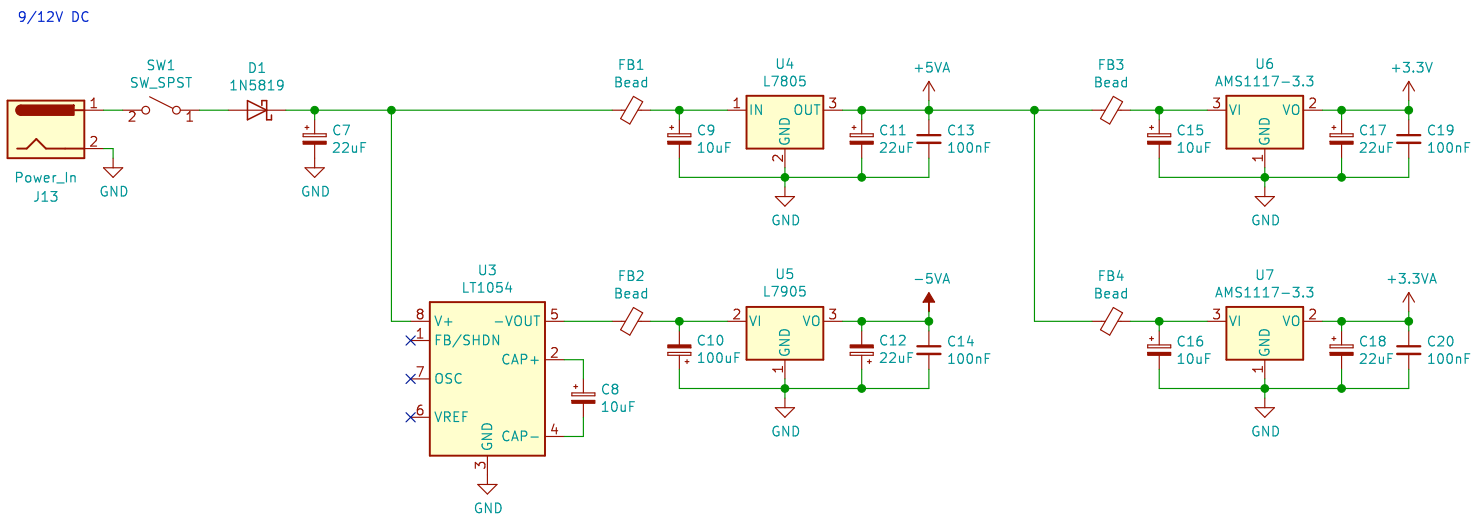 9/12V DC
SW1
SW_SPST
1
2
2
1
Power_In
J13
GND
D1
1N5819
C7
22uF
GND
FB1
Bead
C9
10uF
U4
L7805
1
IN
OUT
3
GND
2
C11
22uF
+5VA
C13
100nF
GND
FB3
Bead
C15
10uF
U6
AMS1117-3.3
3
VI
VO
2
GND
1
C17
22uF
+3.3V
C19
100nF
GND
U3
LT1054
8
V+
1
FB/SHDN
7
OSC
6
VREF
-VOUT
5
CAP+
2
CAP-
4
GND
3
GND
C8
10uF
FB2
Bead
C10
100uF
U5
L7905
2
VI
VO
3
GND
1
C12
22uF
-5VA
C14
100nF
GND
FB4
Bead
C16
10uF
U7
AMS1117-3.3
3
VI
VO
2
GND
1
C18
22uF
+3.3VA
C20
100nF
GND